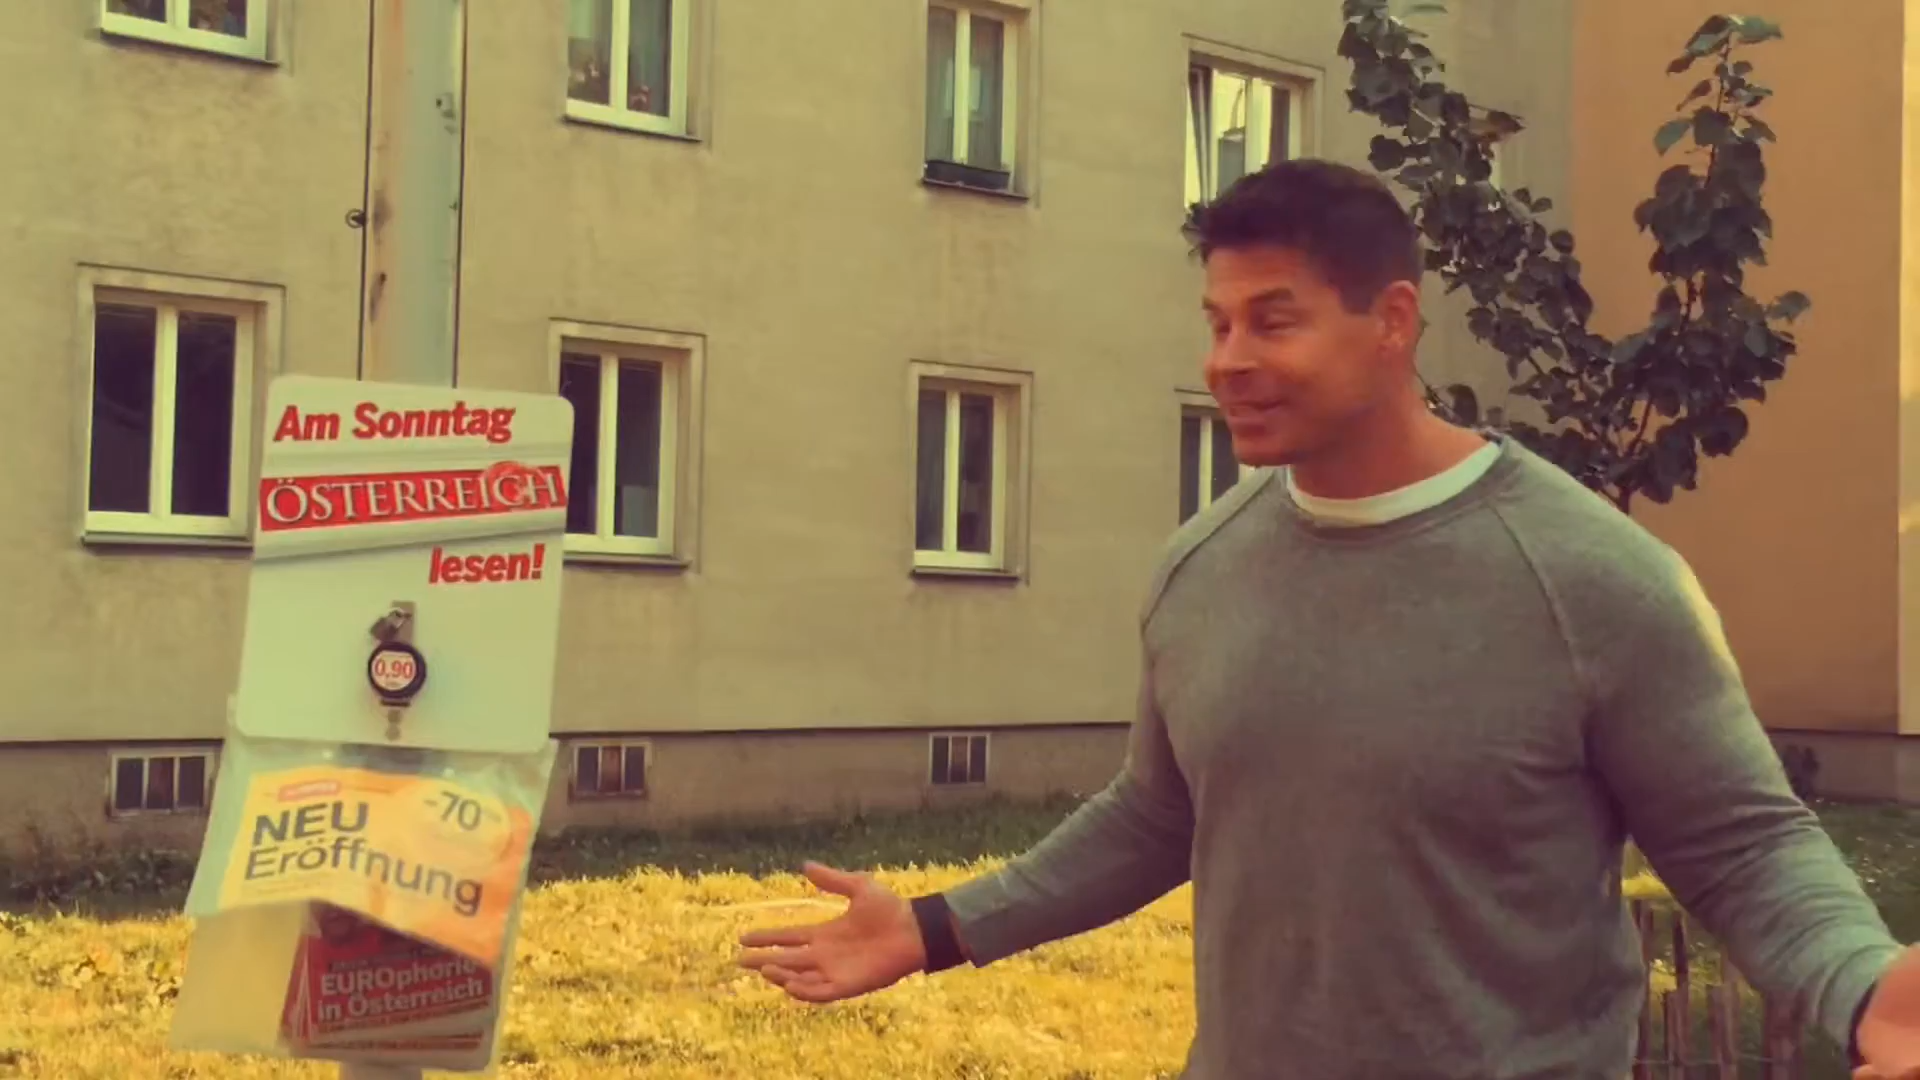 Am Sonntag
ÖSTERREICH
lesen!
0,90
-70
NEU
Eröffnung
EUROphorie
in Österreich